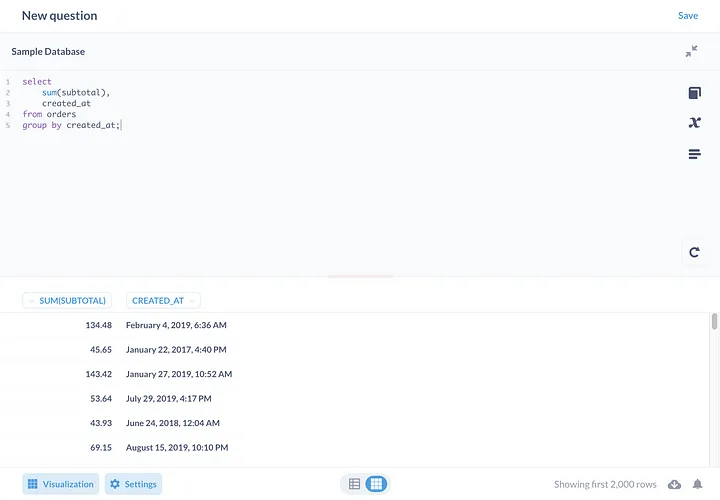 New question
Save
Sample Database
1 select
2 sum(subtotal),
3 created_at
4 from orders
5 group by created_at;
SUM(SUBTOTAL) CREATED_AT
134.48 February 4, 2019, 6:36 AM
45.65 January 22, 2017, 4:40 PM
143.42 January 27, 2019, 10:52 AM
53.64 July 29, 2019, 4:17 PM
43.93 June 24, 2018, 12:04 AM
69.15 August 15, 2019, 10:10 PM
Visualization Settings Showing first 2,000 rows